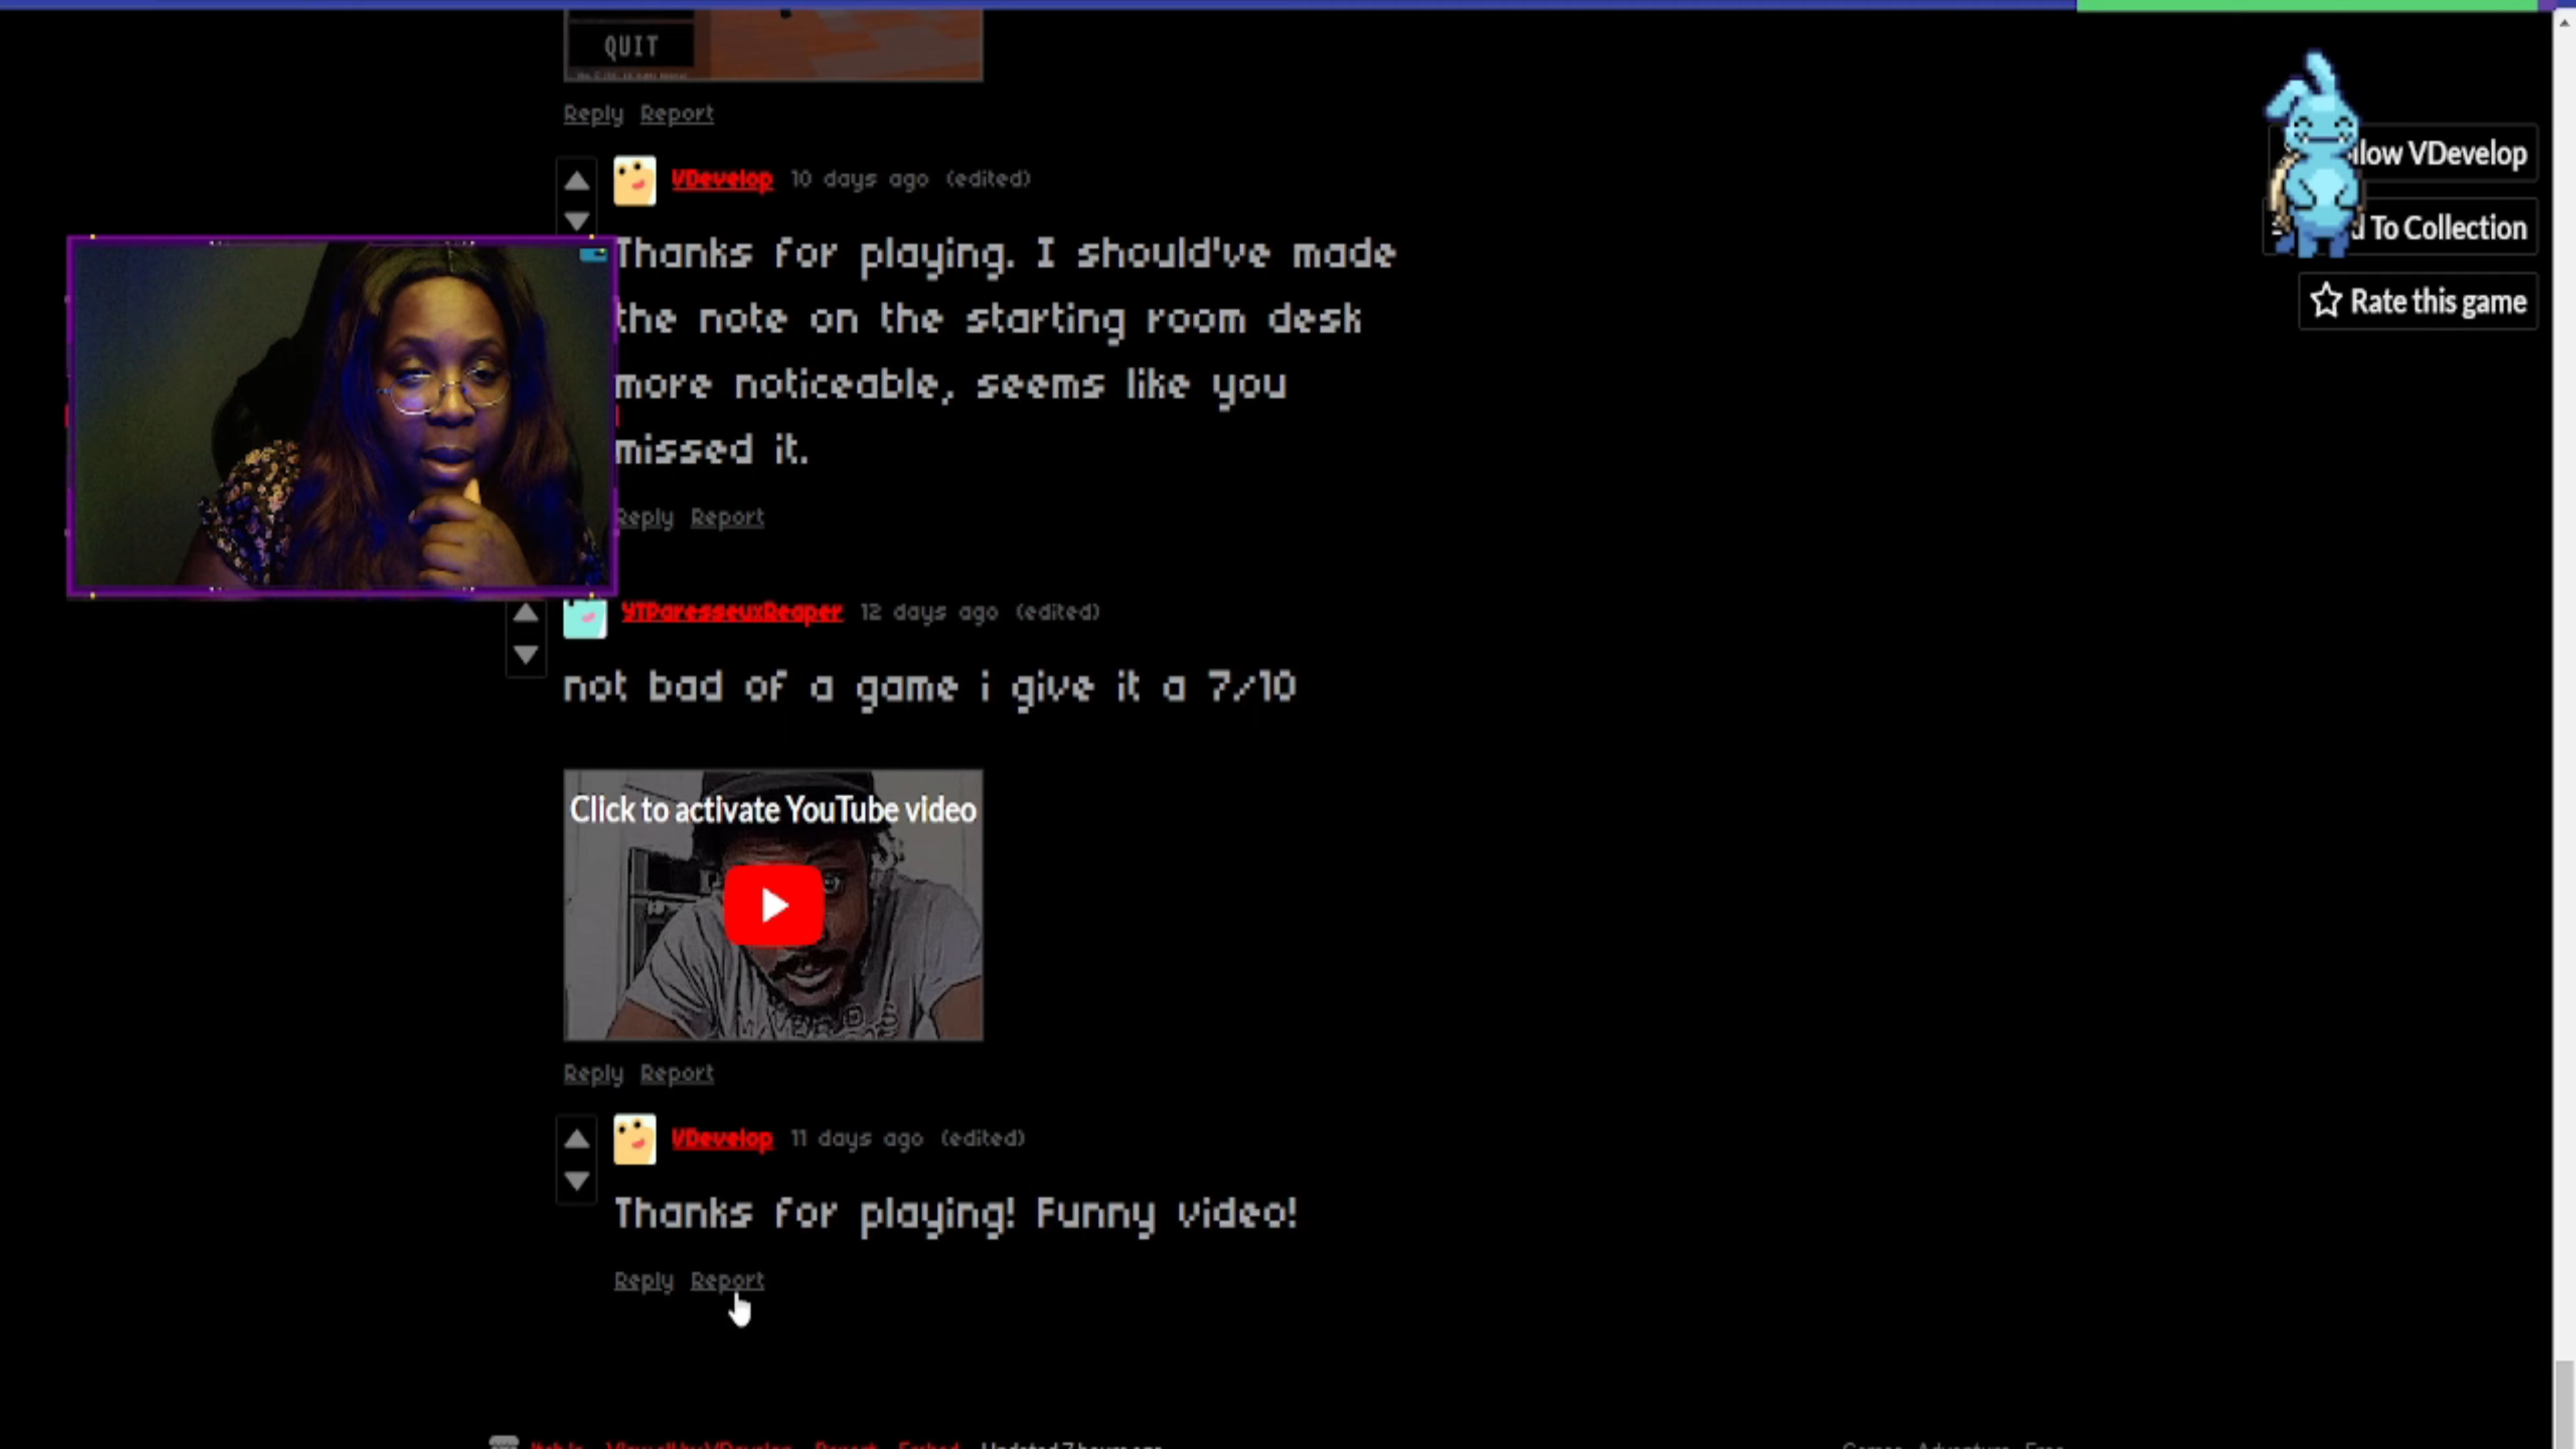 QUIT
Reply Report
VDevelop 10 days ago (edited)
Thanks for playing. I should've made
the note on the starting room desk
more noticeable, seems like you
missed it.
Reply Report
llow VDevelop
To Collection
Rate this game
YTParesseuxReaper 12 days ago (edited)
not bad of a game i give it a 7/10
Click to activate YouTube video
Reply Report
VDevelop 11 days ago (edited)
Thanks for playing! Funny video!
Reply Report